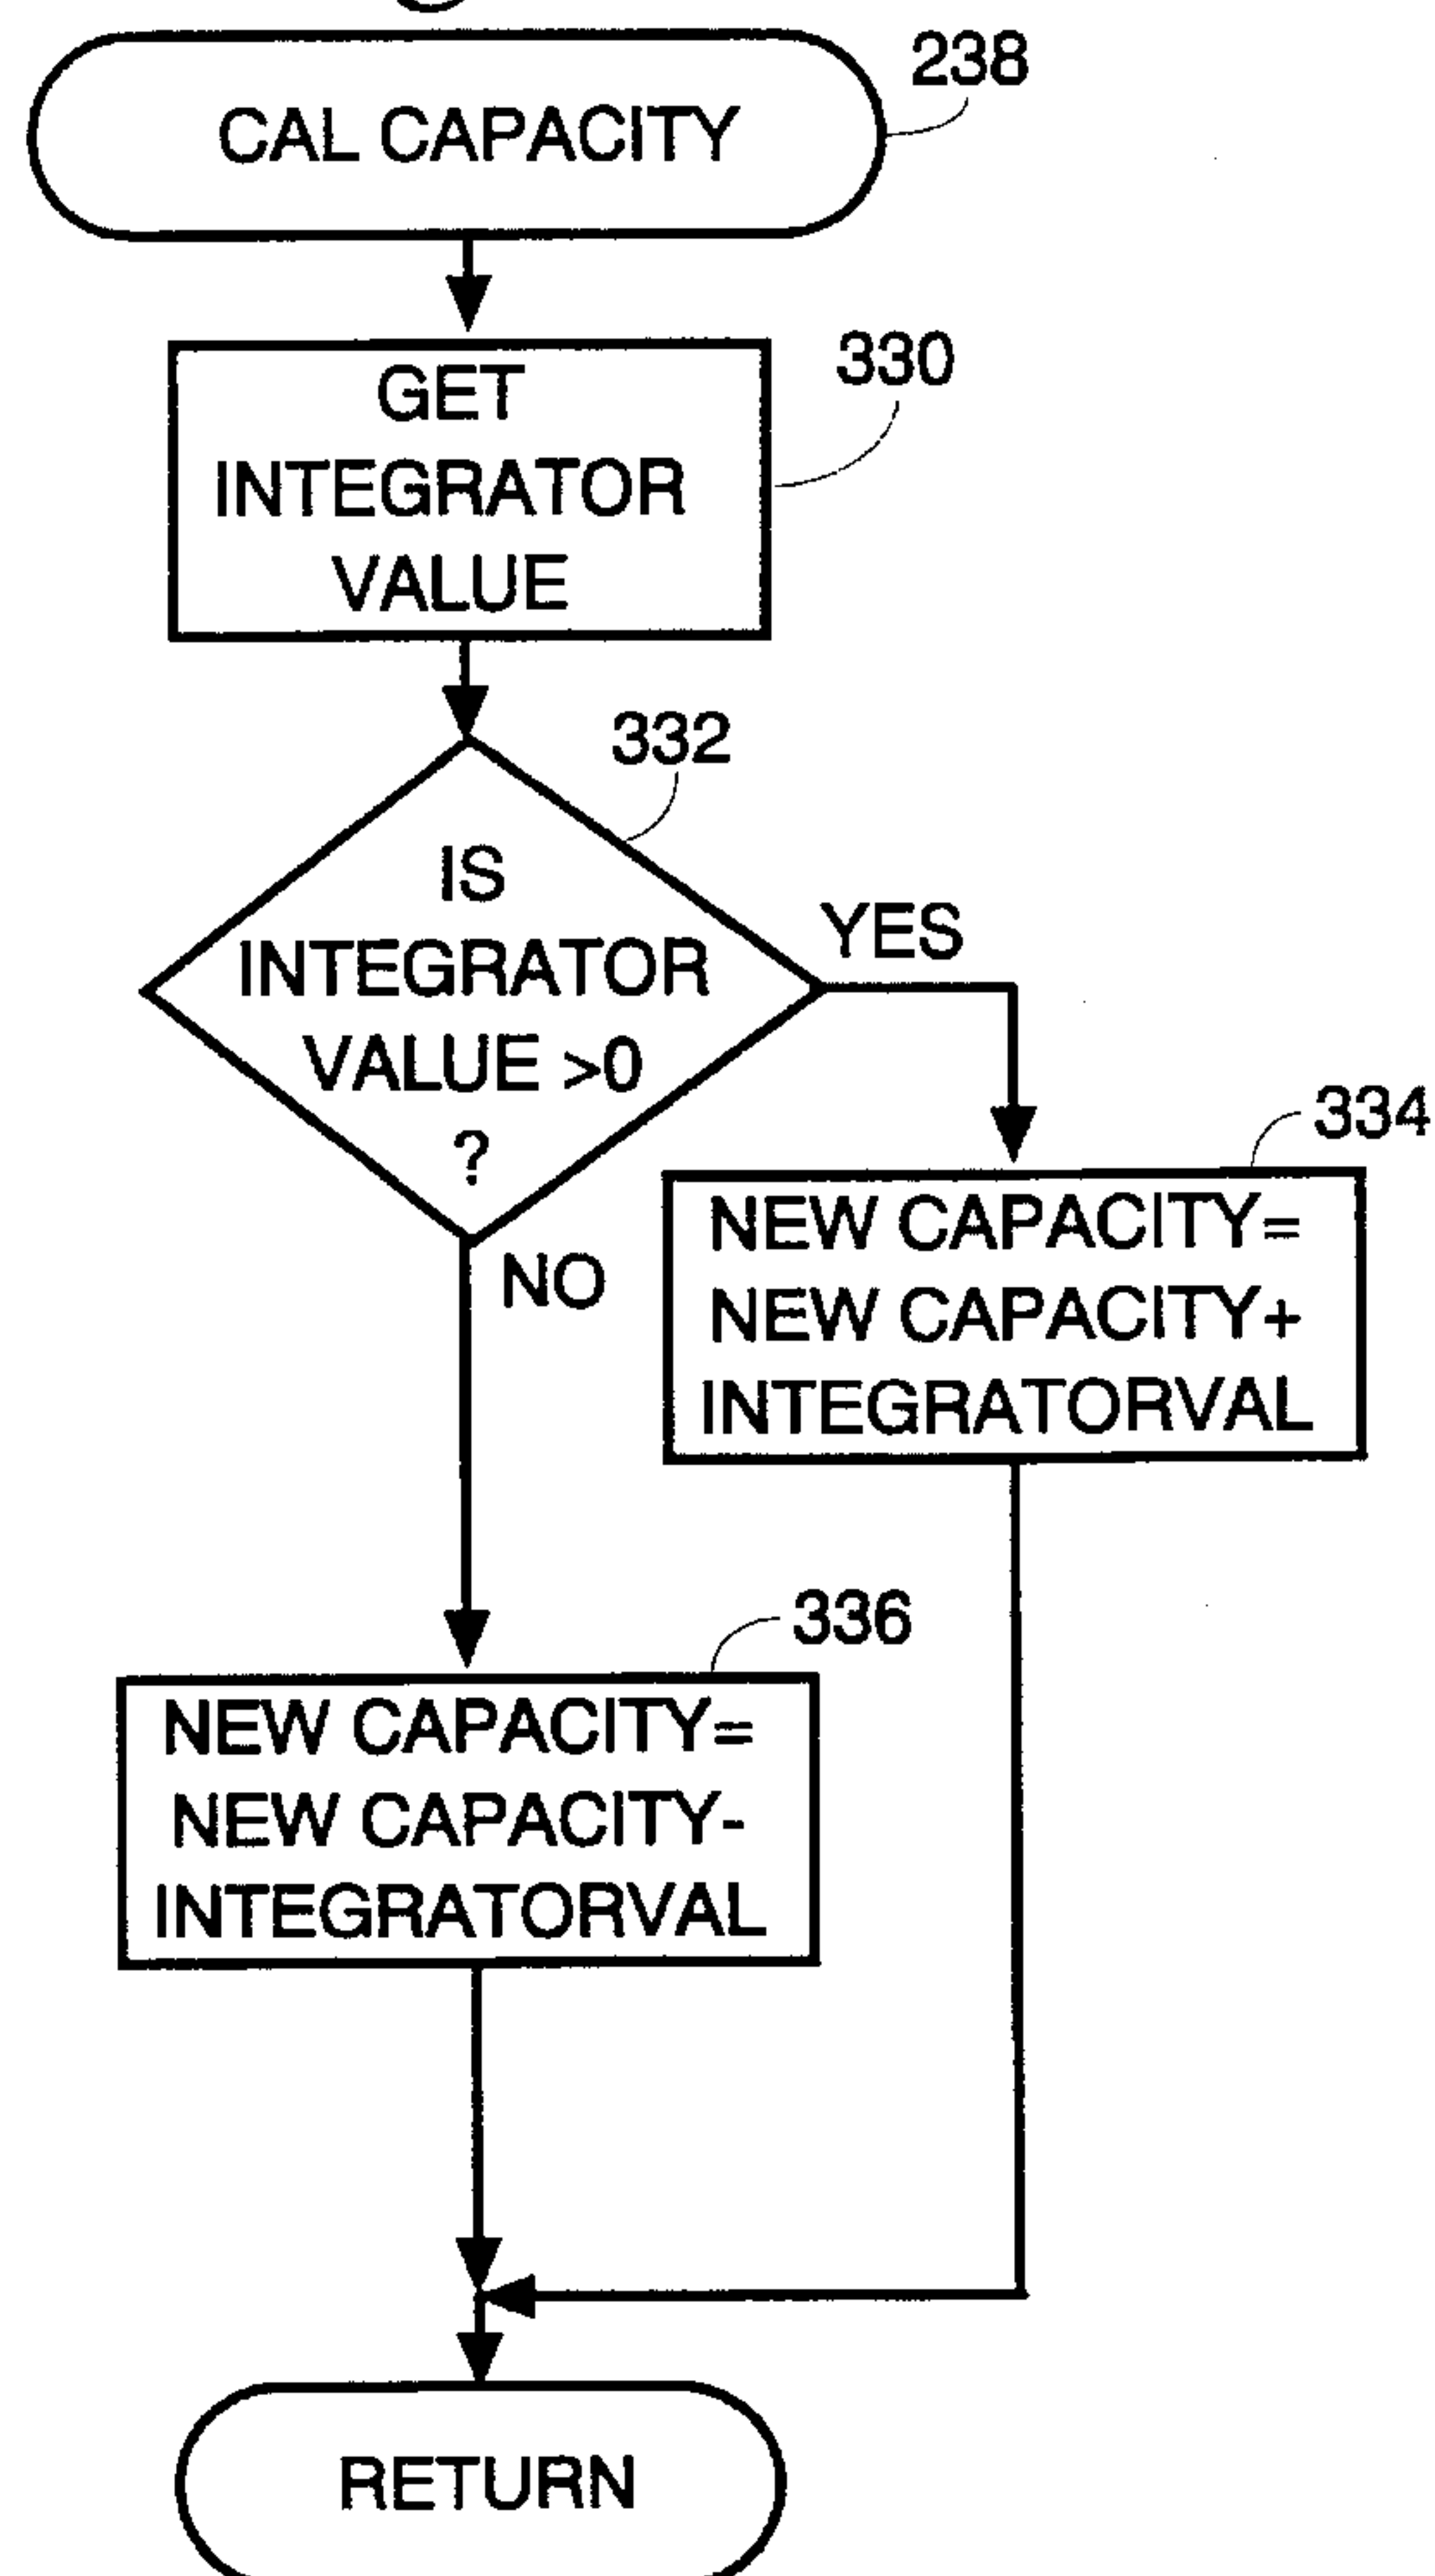 CAL CAPACITY
238
GET
INTEGRATOR
VALUE
330
332
IS
INTEGRATOR
VALUE >0
?
YES
NO
334
NEW CAPACITY=
NEW CAPACITY+
INTEGRATORVAL
336
NEW CAPACITY=
NEW CAPACITY-
INTEGRATORVAL
RETURN